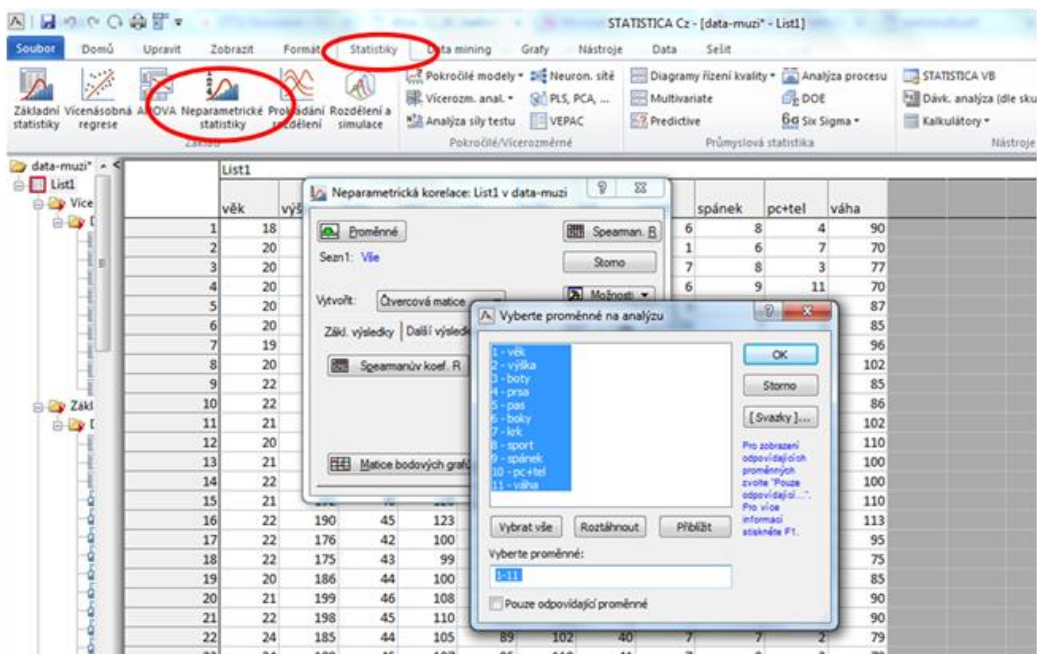 STATISTICA Cz - [data-muzi* - List1]
Soubor Domů Upravit Zobrazit Formát Statistiky Data mining Grafy Nástroje Data Sešit
Základní statistiky
Vícenásobná regrese
ANOVA
Neparametrické statistiky
Prokládání rozdělení
Rozdělení a simulace
Základ
Pokročilé modely
Neuron. sítě
Vícerozm. anal.
PLS, PCA, ...
Analýza síly testu
VEPAC
Pokročilé/Vícerozměrné
Diagramy řízení kvality
Analýza procesu
Multivariate
DOE
Predictive
6σ Six Sigma
Průmyslová statistika
STATISTICA VB
Dávk. analýza (dle sku
Kalkulátory
Nástroje
data-muzi*
List1
Více
Zákl
List1
věk výš spánek pc+tel váha
1 18 6 8 4 90
2 20 1 6 7 70
3 20 7 8 3 77
4 20 6 9 11 70
5 20 87
6 20 85
7 19 96
8 20 102
9 22 85
10 22 86
11 21 102
12 20 110
13 21 100
14 22 100
15 21 110
16 22 190 45 123 113
17 22 176 42 100 95
18 22 175 43 99 75
19 20 186 44 100 85
20 21 199 46 108 90
21 22 198 45 110 90
22 24 185 44 105 89 102 40 7 7 2 79
Neparametrická korelace: List1 v data-muzi
Proměnné
Spearman. R
Sezn1: Vše
Storno
Vytvořit: Čtvercová matice
Možnosti
Zákl. výsledky
Další výsledk
Spearmanův koef. R
Matice bodových grafů
Vyberte proměnné na analýzu
1 - věk
2 - výška
3 - boty
4 - prsa
5 - pas
6 - boky
7 - krk
8 - sport
9 - spánek
10 - pc+tel
11 - váha
OK
Storno
[Svazky]...
Pro zobrazení
odpovídajících
proměnných
zvolte "Pouze
odpovídající...".
Pro více
informací
stiskněte F1.
Vybrat vše
Roztáhnout
Přiblížit
Vyberte proměnné:
1-11
Pouze odpovídající proměnné